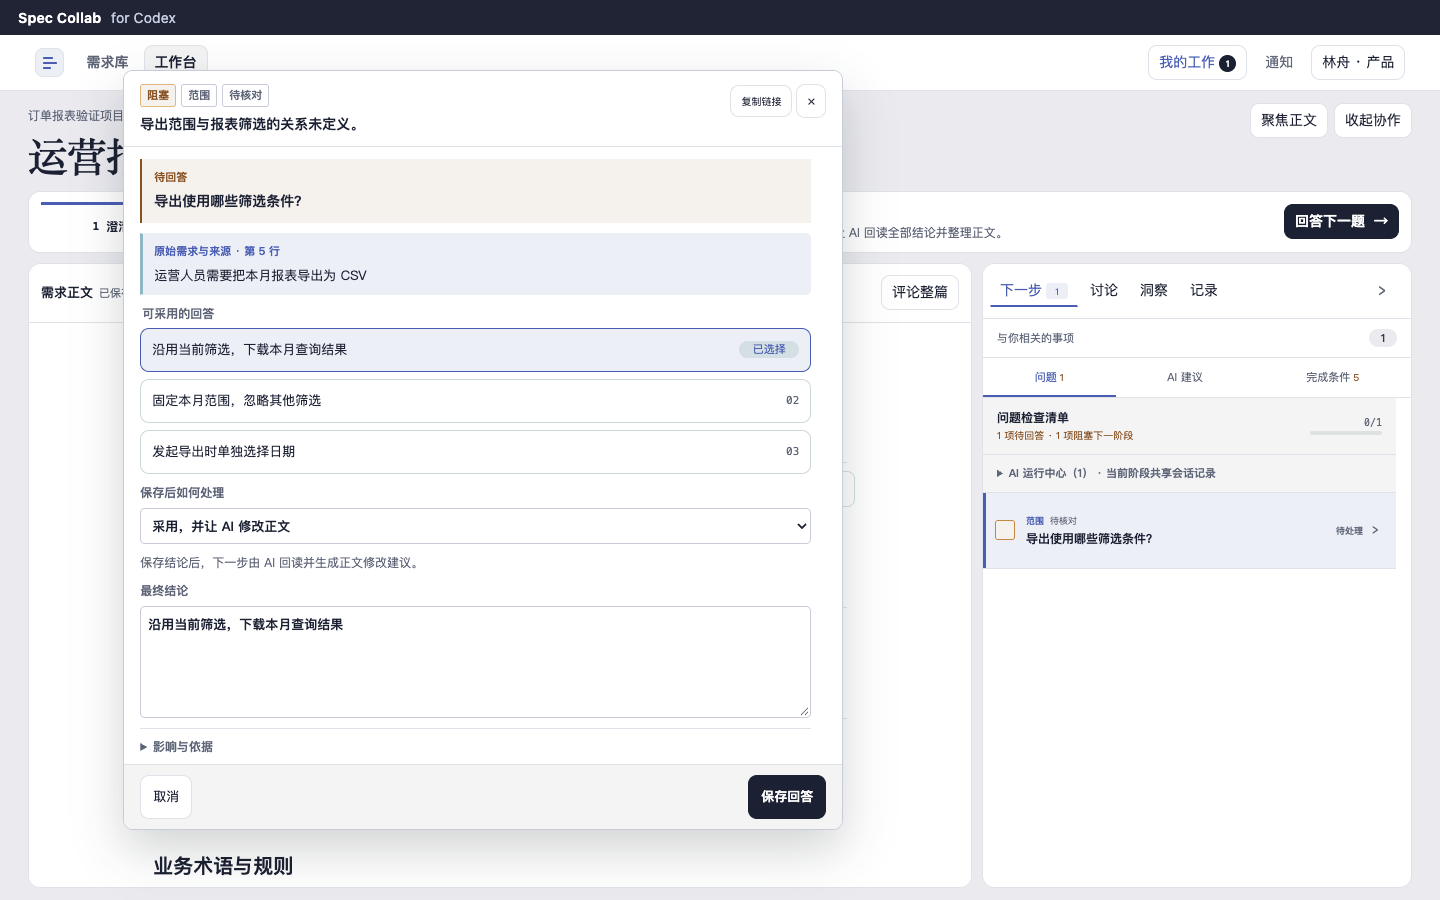 Spec Collab for Codex
需求库
工作台
我的工作 1
通知
林舟 · 产品
订单报表验证项目
聚焦正文
收起协作
运营
1 澄
AI 回读全部结论并整理正文。
回答下一题 →
需求正文 已保
评论整篇
阻塞 范围 待核对
导出范围与报表筛选的关系未定义。
复制链接
×
待回答
导出使用哪些筛选条件?
原始需求与来源 · 第 5 行
运营人员需要把本月报表导出为 CSV
可采用的回答
沿用当前筛选，下载本月查询结果 已选择
固定本月范围，忽略其他筛选 02
发起导出时单独选择日期 03
保存后如何处理
采用，并让 AI 修改正文
保存结论后，下一步由 AI 回读并生成正文修改建议。
最终结论
沿用当前筛选，下载本月查询结果
▶ 影响与依据
取消
保存回答
业务术语与规则
下一步 1
讨论
洞察
记录
与你相关的事项 1
问题 1
AI 建议
完成条件 5
问题检查清单
0/1
1 项待回答 · 1 项阻塞下一阶段
▶ AI 运行中心（1） · 当前阶段共享会话记录
范围 待核对
导出使用哪些筛选条件?
待处理